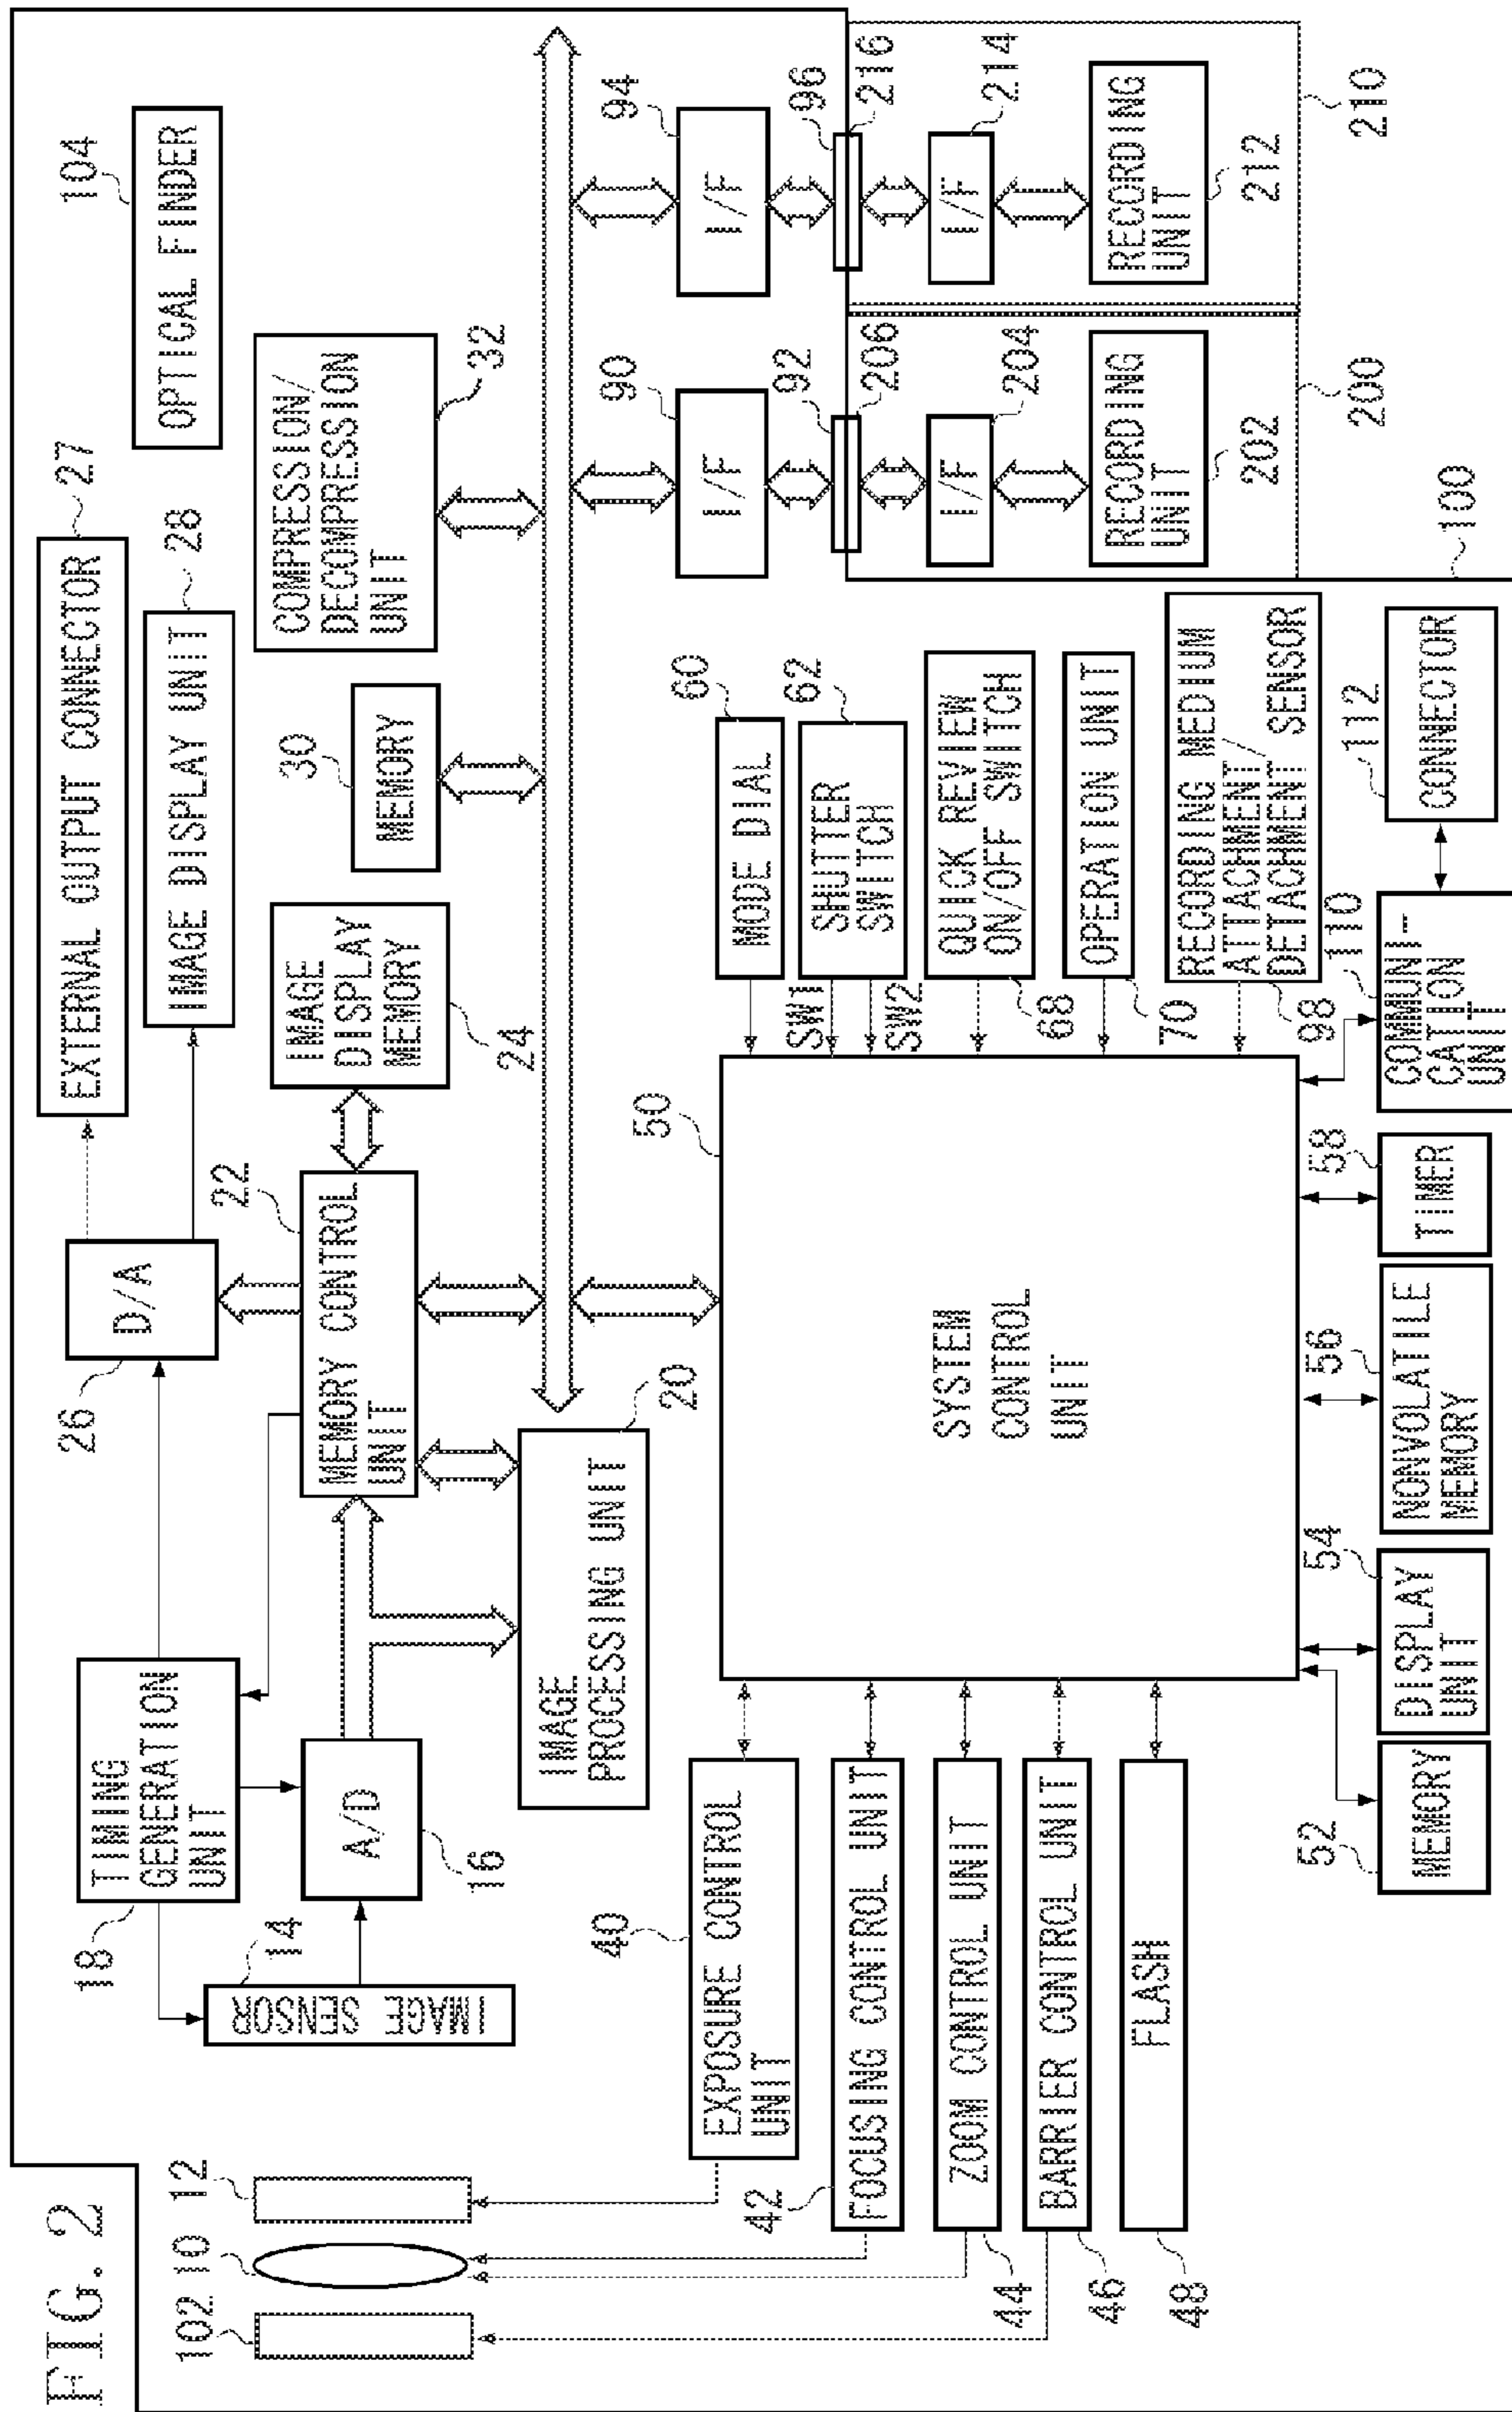 FIG. 2
102
10
12
18
TIMING
GENERATION
UNIT
14
IMAGE SENSOR
A/D
16
26
D/A
EXTERNAL OUTPUT CONNECTOR
27
IMAGE DISPLAY UNIT
28
104
OPTICAL FINDER
22
MEMORY CONTROL
UNIT
IMAGE
DISPLAY
MEMORY
24
30
MEMORY
COMPRESSION/
DECOMPRESSION
UNIT
32
IMAGE
PROCESSING UNIT
20
40
EXPOSURE CONTROL
UNIT
42
FOCUSING CONTROL UNIT
ZOOM CONTROL UNIT
44
BARRIER CONTROL UNIT
46
FLASH
48
50
SYSTEM
CONTROL
UNIT
60
MODE DIAL
62
SHUTTER
SWITCH
SW1
SW2
QUICK REVIEW
ON/OFF SWITCH
68
OPERATION UNIT
70
RECORDING MEDIUM
ATTACHMENT/
DETACHMENT SENSOR
98
52
MEMORY
54
DISPLAY
UNIT
56
NONVOLATILE
MEMORY
58
TIMER
110
COMMUNI-
CATION
UNIT
112
CONNECTOR
100
90
I/F
92
206
I/F
204
RECORDING
UNIT
202
200
94
I/F
96
216
I/F
214
RECORDING
UNIT
212
210